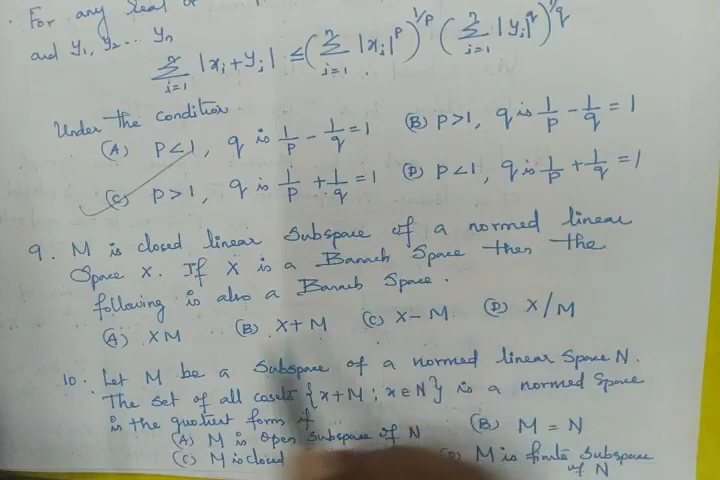 For any real
and y₁, y₂ ... yₙ
∑ᵢ₌₁ⁿ |xᵢ + yᵢ| ≤ (∑ᵢ₌₁ⁿ |xᵢ|ᵖ)^1/p (∑ᵢ₌₁ⁿ |yᵢ|^q)^1/q
Under the condition
(A) P<1, q is 1/p - 1/q = 1 (B) P>1, q is 1/p - 1/q = 1
(C) P>1, q is 1/p + 1/q = 1 (D) P<1, q is 1/p + 1/q = 1
9. M is closed linear subspace of a normed linear
Space X. If X is a Banach Space then the
following is also a Banach Space.
(A) XM (B) X+M (C) X-M (D) X/M
10. Let M be a subspace of a normed linear Space N.
The set of all cosets {x+M ; x∈N} is a normed Space
is the quotient form if
(A) M is open subspace of N (B) M = N
(C) M is closed (D) M is finite subspace
of N